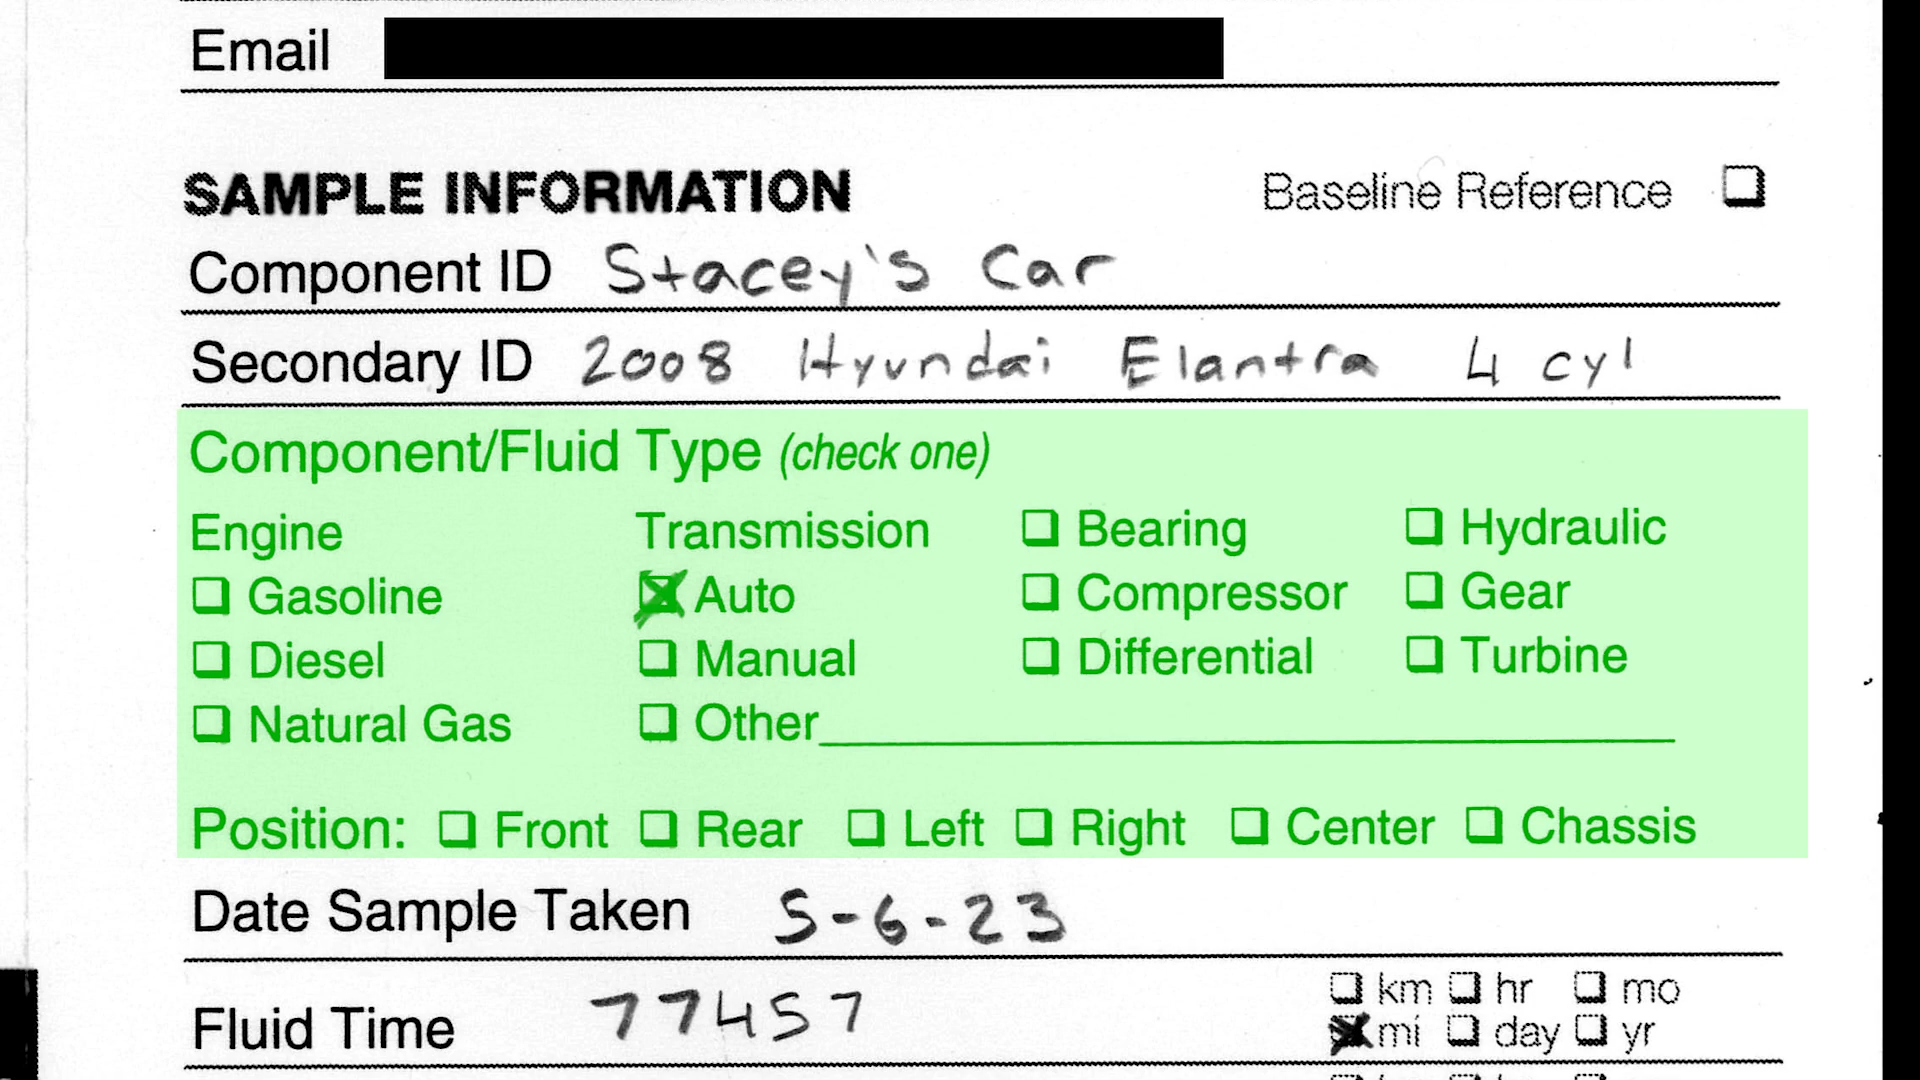 Email
SAMPLE INFORMATION Baseline Reference ❏
Component ID Stacey's Car
Secondary ID 2008 Hyundai Elantra 4 cyl
Component/Fluid Type (check one)
Engine Transmission ❏ Bearing ❏ Hydraulic
❏ Gasoline ☒ Auto ❏ Compressor ❏ Gear
❏ Diesel ❏ Manual ❏ Differential ❏ Turbine
❏ Natural Gas ❏ Other
Position: ❏ Front ❏ Rear ❏ Left ❏ Right ❏ Center ❏ Chassis
Date Sample Taken 5-6-23
Fluid Time 77457 ❏ km ❏ hr ❏ mo
☒ mi ❏ day ❏ yr